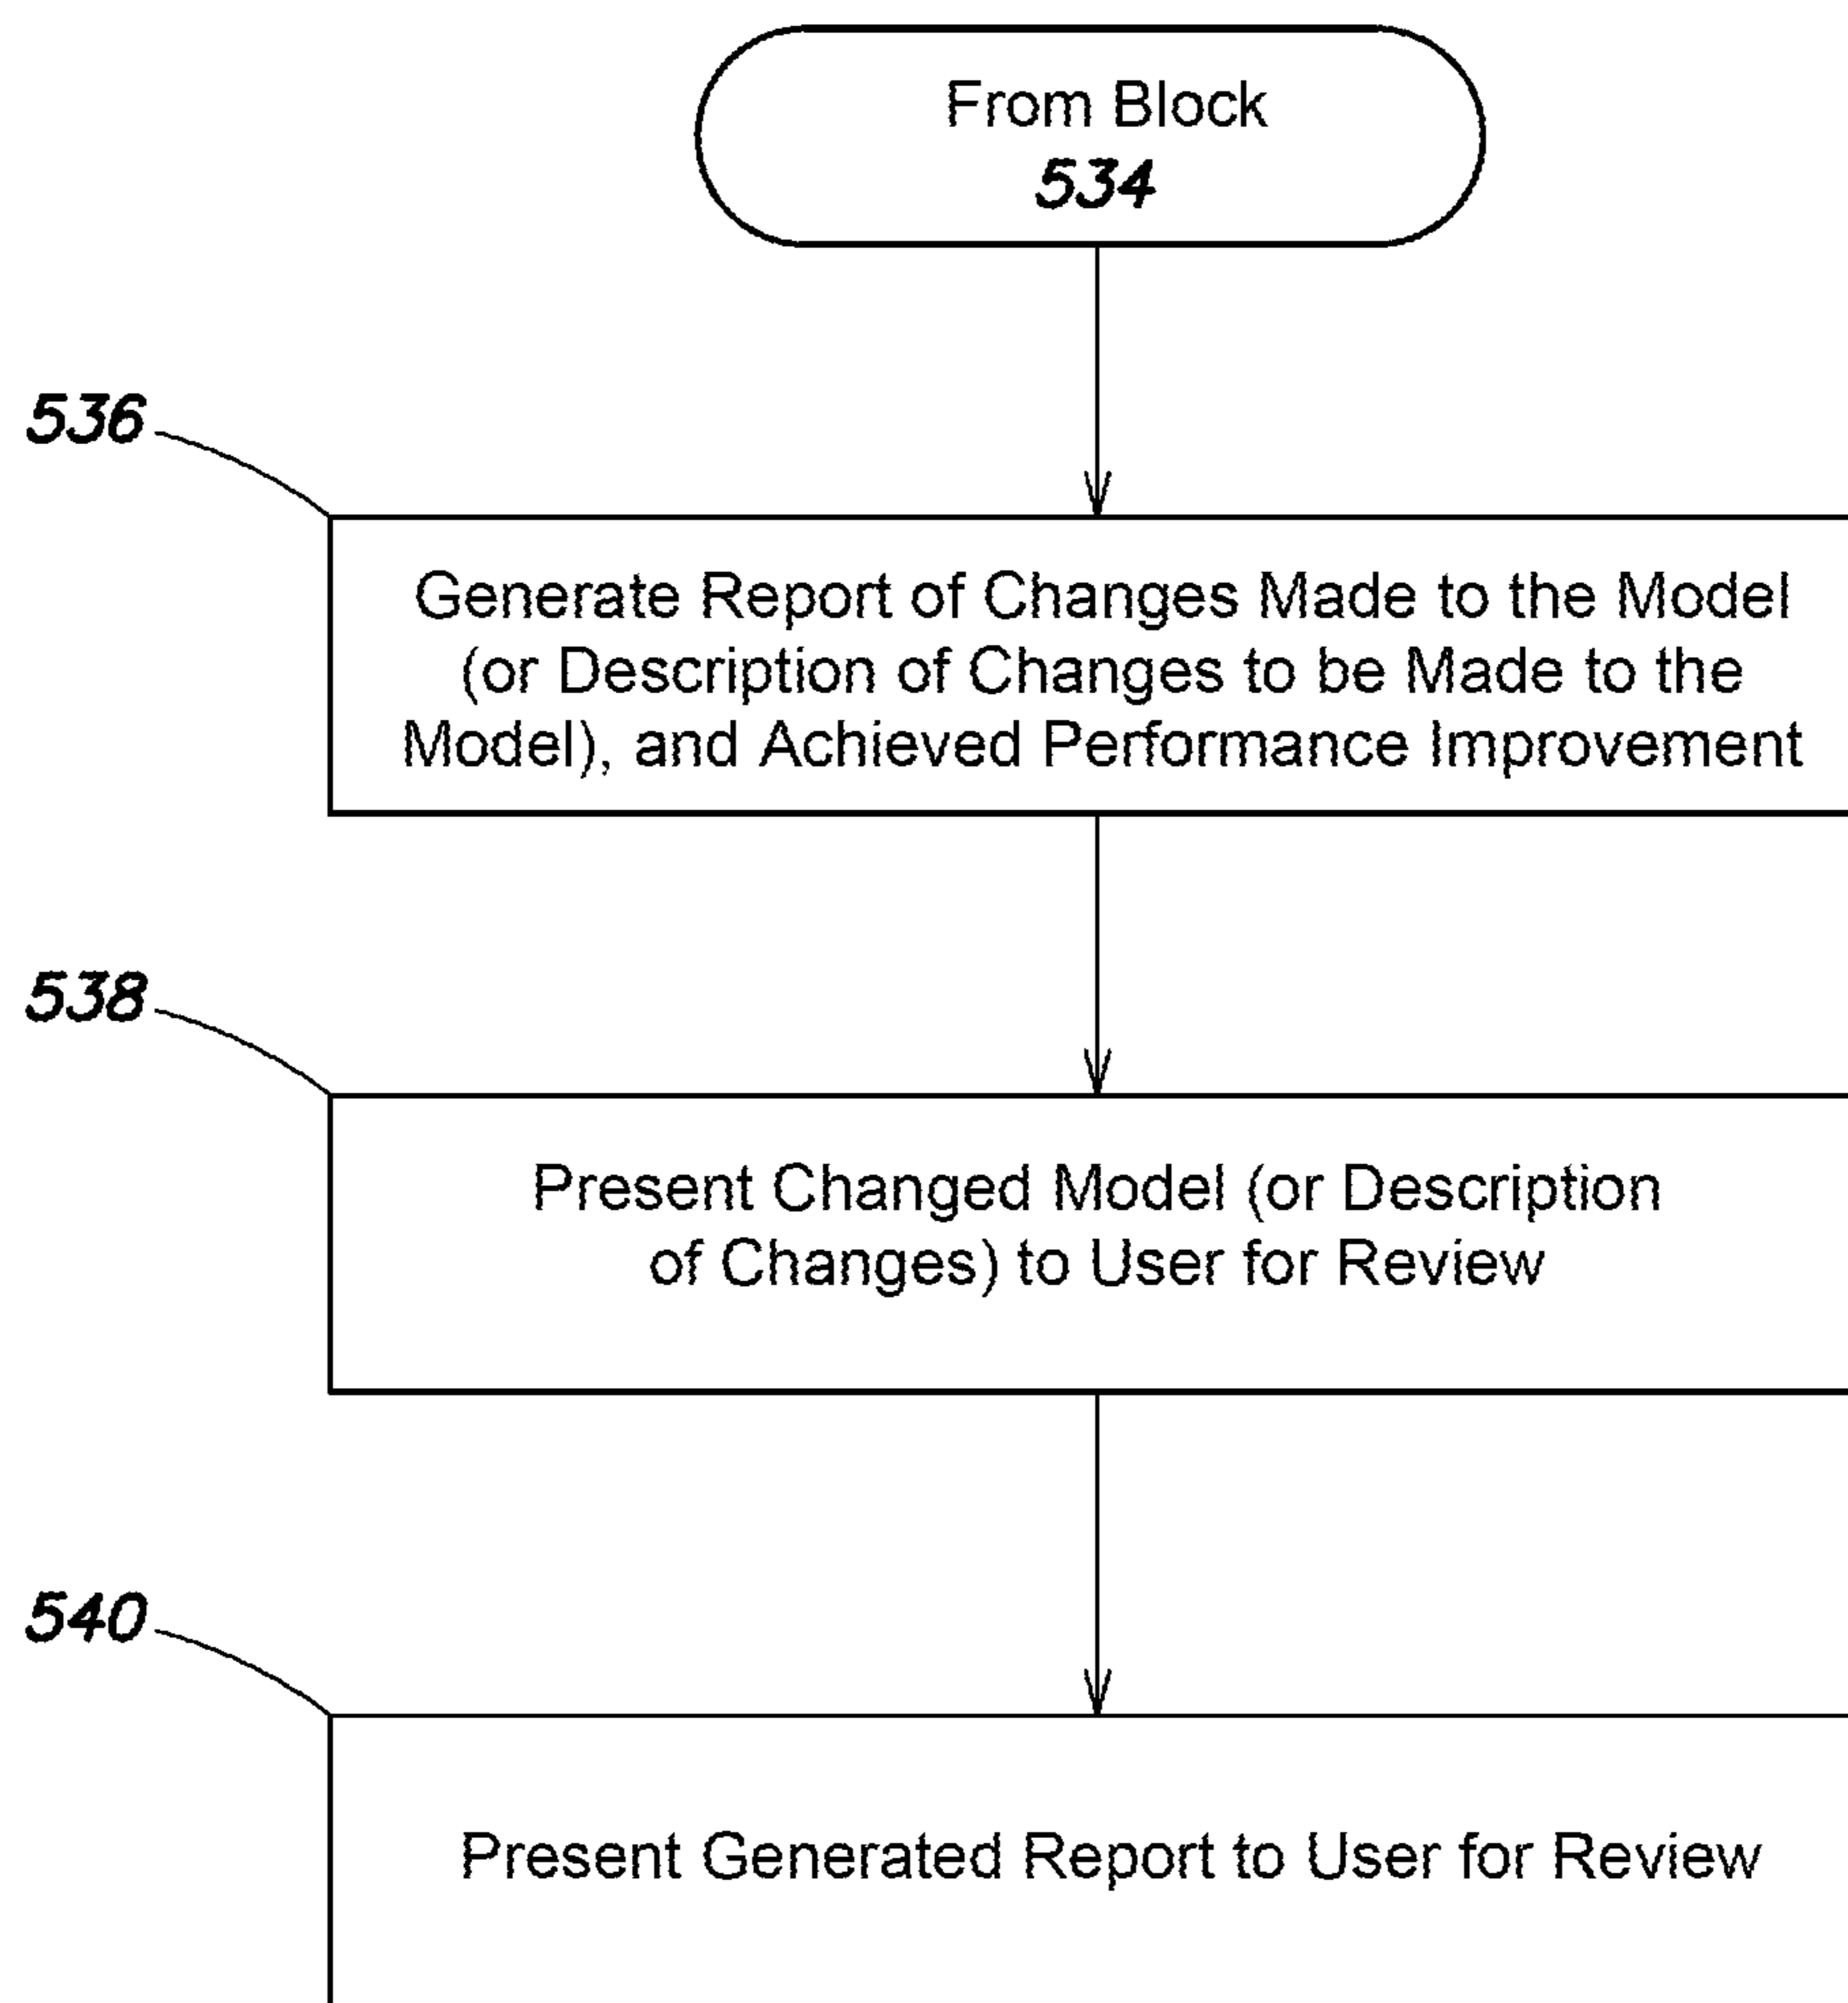 From Block
534
536
Generate Report of Changes Made to the Model
(or Description of Changes to be Made to the
Model), and Achieved Performance Improvement
538
Present Changed Model (or Description
of Changes) to User for Review
540
Present Generated Report to User for Review